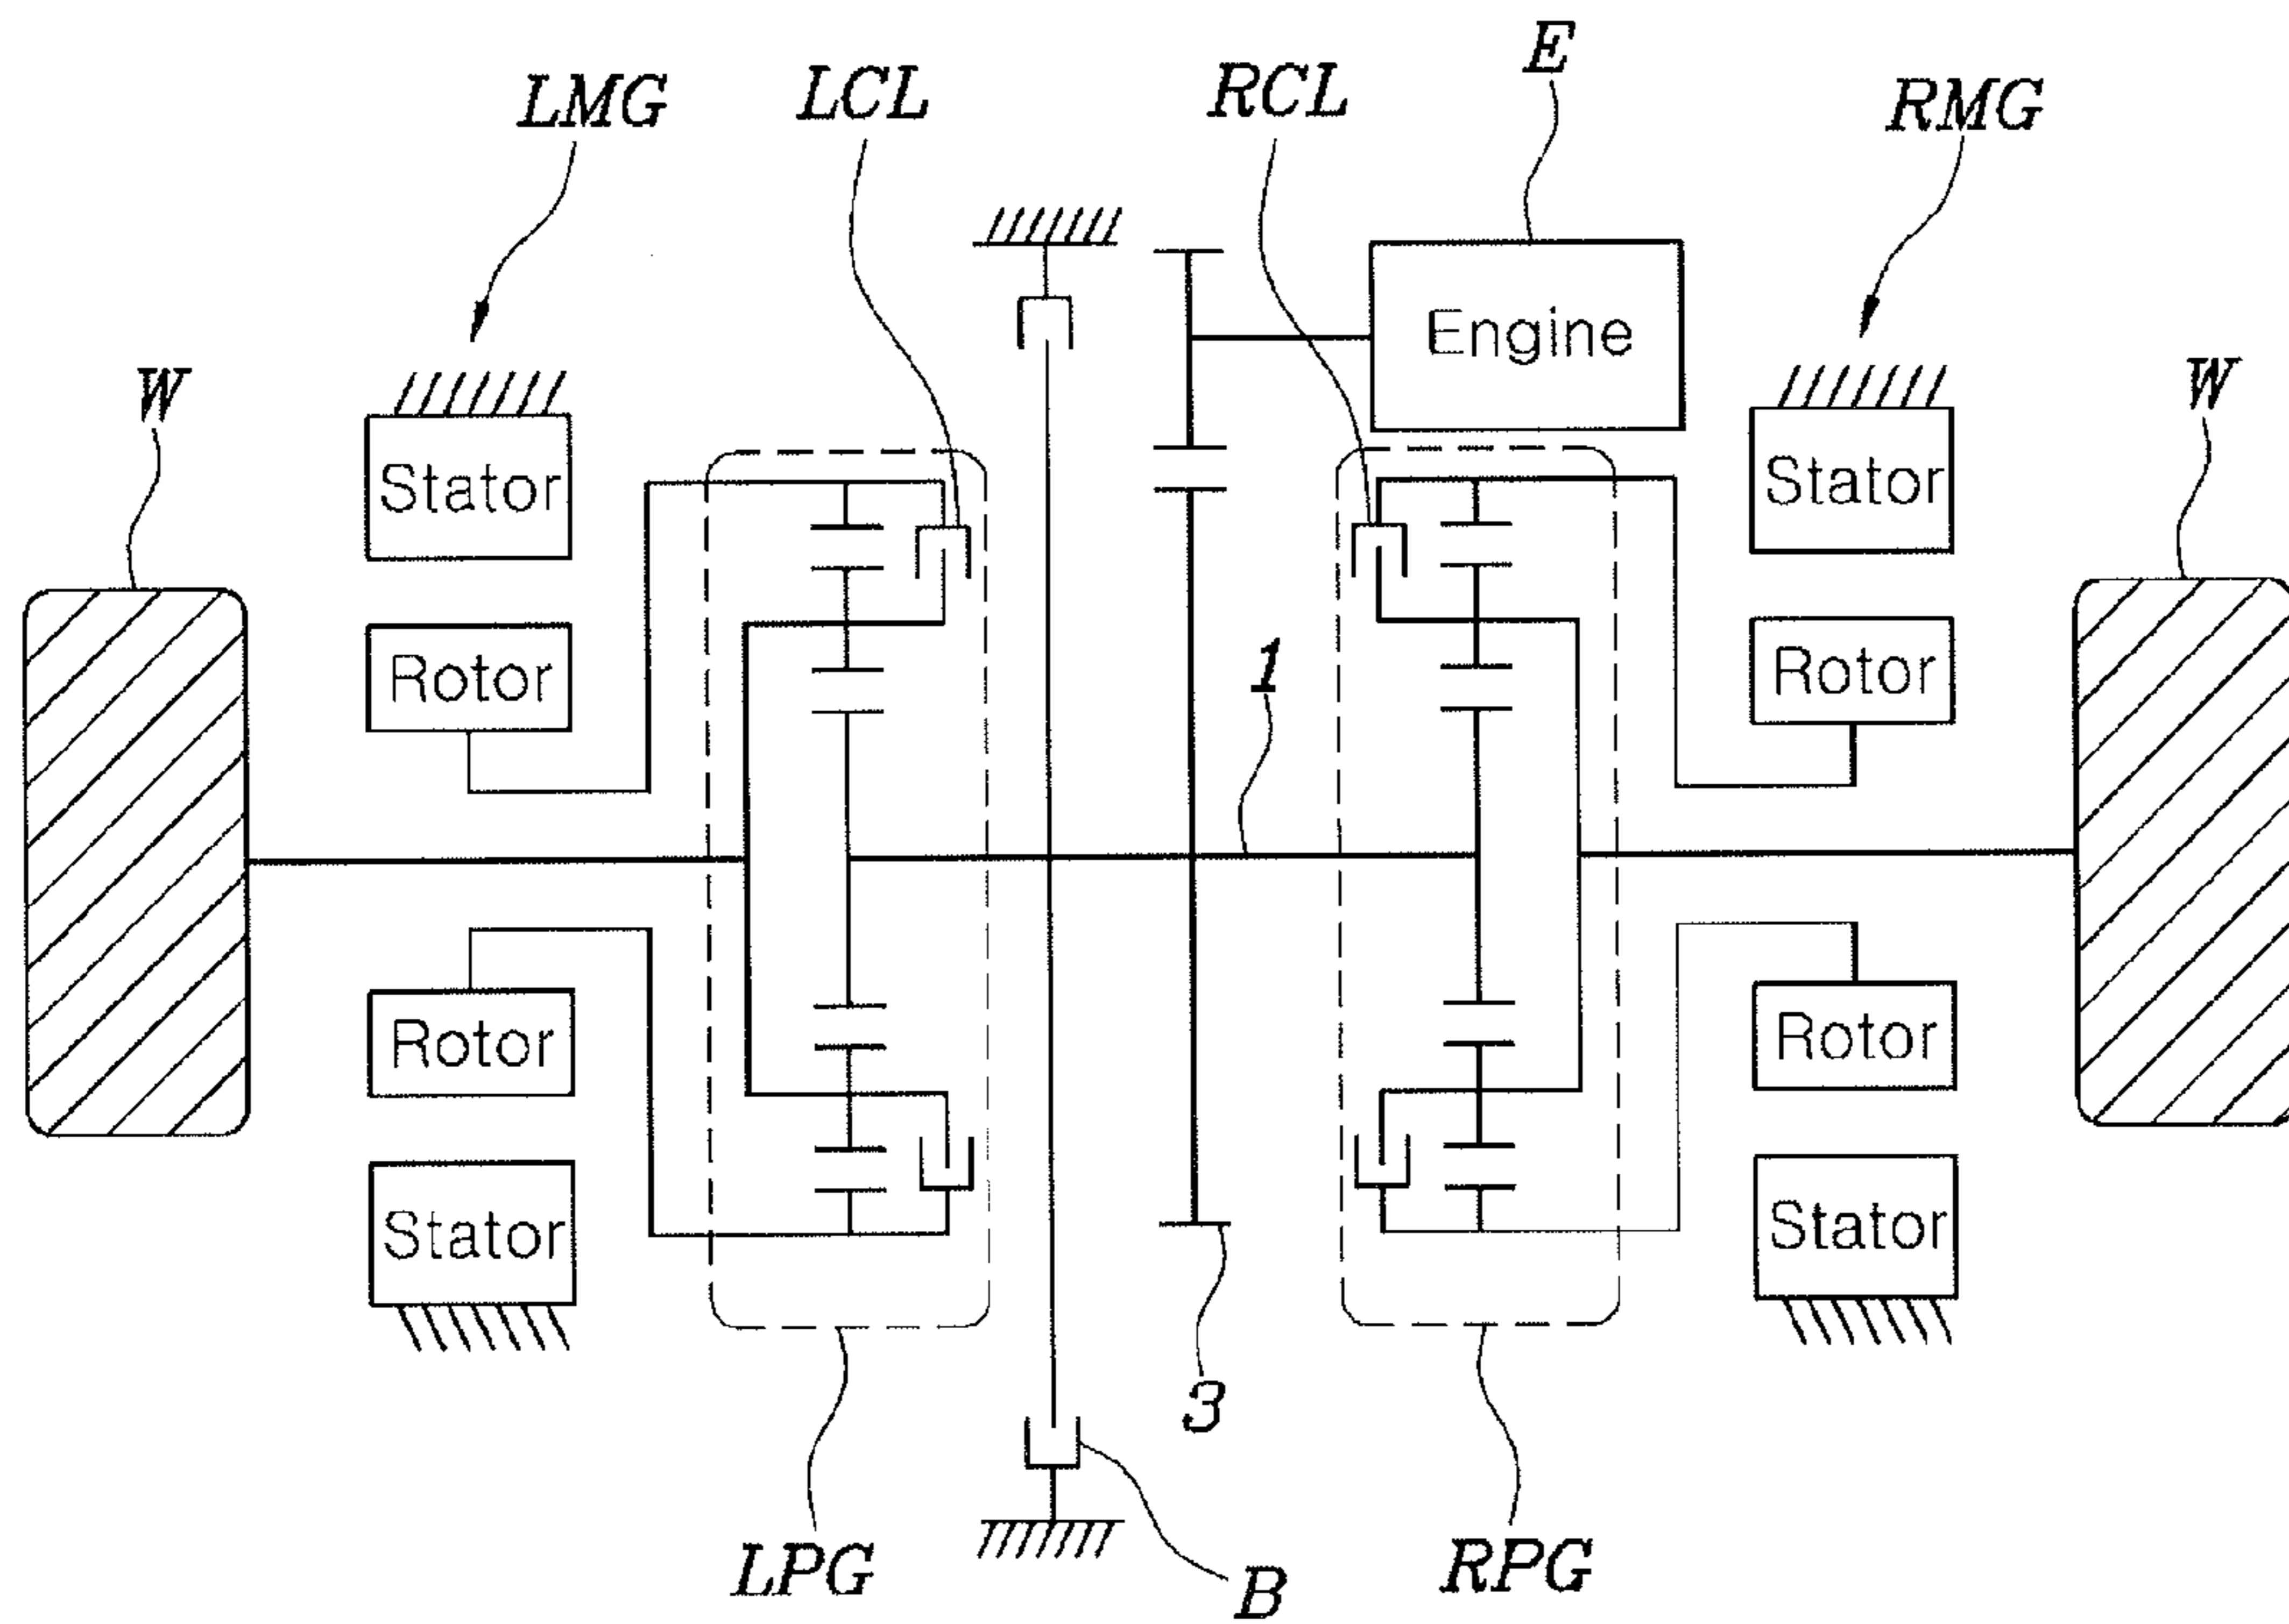 E
LMG
LCL
RCL
RMG
Engine
W
W
Stator
Stator
Rotor
Rotor
1
Rotor
Rotor
Stator
Stator
3
LPG
B
RPG